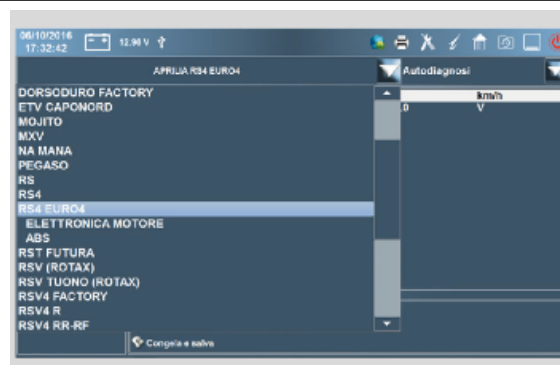 06/10/2016
17:32:42
12.90 V
APRILIA RS4 EURO4
Autodiagnosi
DORSODURO FACTORY
ETV CAPONORD
MOJITO
MXV
NA MANA
PEGASO
RS
RS4
RS4 EURO4
ELETTRONICA MOTORE
ABS
RST FUTURA
RSV (ROTAX)
RSV TUONO (ROTAX)
RSV4 FACTORY
RSV4 R
RSV4 RR-RF
km/h
.0 V
Congela e salva